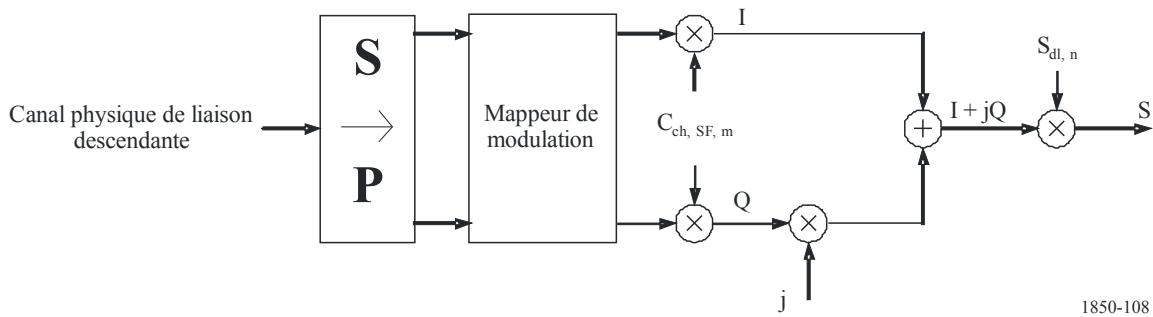 Canal physique de liaison
descendante
S
→
P
Mappeur de
modulation
I
C_ch, SF, m
Q
j
I + jQ
S_dl, n
S
1850-108